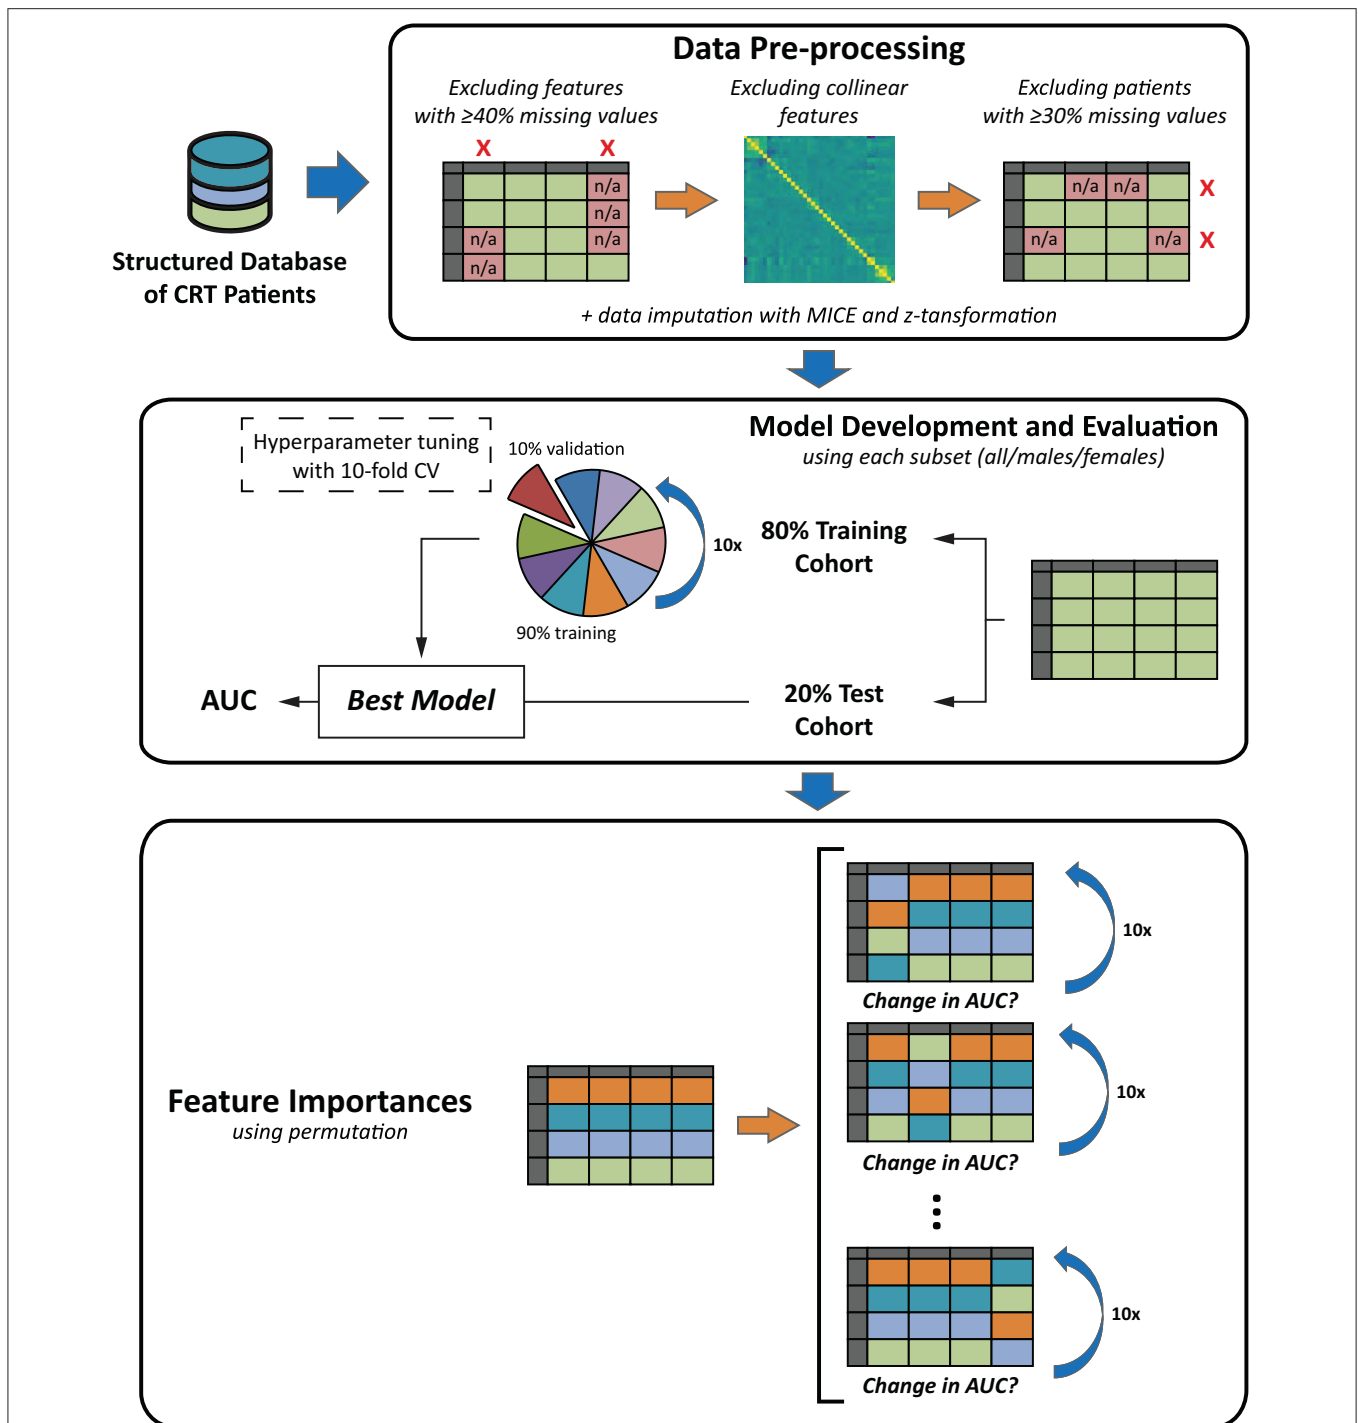 Data Pre-processing
Excluding features
with ≥40% missing values
X X
n/a
n/a
n/a n/a
n/a
Excluding collinear
features
Excluding patients
with ≥30% missing values
n/a n/a X
n/a n/a X
+ data imputation with MICE and z-tansformation
Structured Database
of CRT Patients
Model Development and Evaluation
using each subset (all/males/females)
Hyperparameter tuning
with 10-fold CV
10% validation
10x
90% training
80% Training
Cohort
20% Test
Cohort
Best Model
AUC
Feature Importances
using permutation
10x
Change in AUC?
10x
Change in AUC?
10x
Change in AUC?